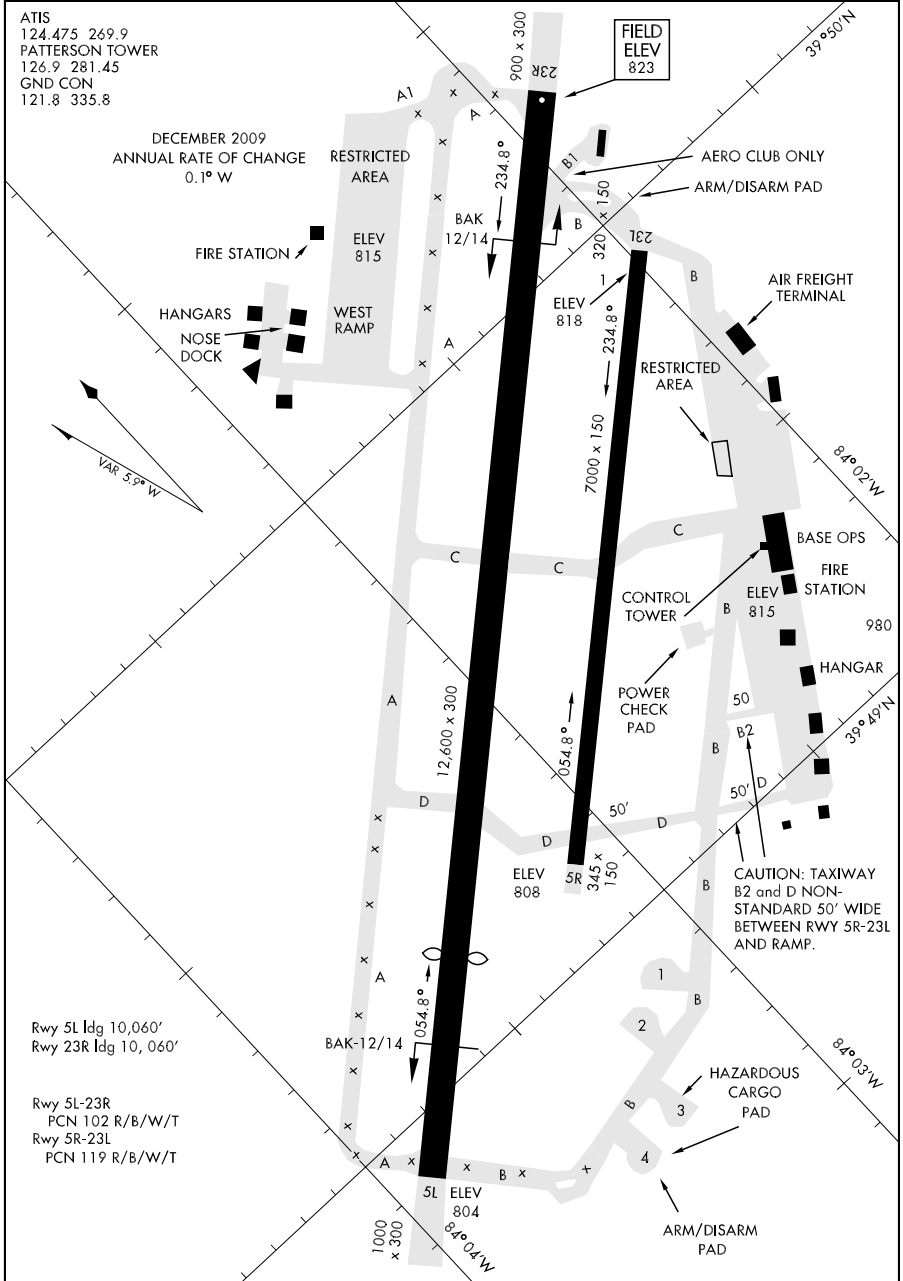 ATIS
124.475 269.9
PATTERSON TOWER
126.9 281.45
GND CON
121.8 335.8
DECEMBER 2009
ANNUAL RATE OF CHANGE
0.1° W
900 x 300
23R
FIELD
ELEV
823
39°50'N
A1
x
x
x
A
x
x
x
x
x
RESTRICTED
AREA
234.8°
B1
AERO CLUB ONLY
ARM/DISARM PAD
BAK
12/14
B
320 x 150
23L
B
FIRE STATION
ELEV
815
1
ELEV
818
AIR FREIGHT
TERMINAL
HANGARS
NOSE
DOCK
WEST
RAMP
A
234.8°
RESTRICTED
AREA
VAR 5.9° W
7000 x 150
84°02'W
C
C
C
BASE OPS
FIRE
STATION
CONTROL
TOWER
ELEV
815
B
980
HANGAR
POWER
CHECK
PAD
50
B2
B
39°49'N
A
12,600 x 300
054.8°
D
D
50'
D
50'
D
x
x
x
x
x
x
x
x
ELEV
808
5R
345 x
150
B
CAUTION: TAXIWAY
B2 and D NON-
STANDARD 50' WIDE
BETWEEN RWY 5R-23L
AND RAMP.
A
054.8°
1
B
2
BAK-12/14
Rwy 5L ldg 10,060'
Rwy 23R ldg 10, 060'
84°03'W
HAZARDOUS
CARGO
PAD
B
3
4
Rwy 5L-23R
PCN 102 R/B/W/T
Rwy 5R-23L
PCN 119 R/B/W/T
A
x
x
B
x
x
5L
ELEV
804
1000
x 300
84°04'W
ARM/DISARM
PAD